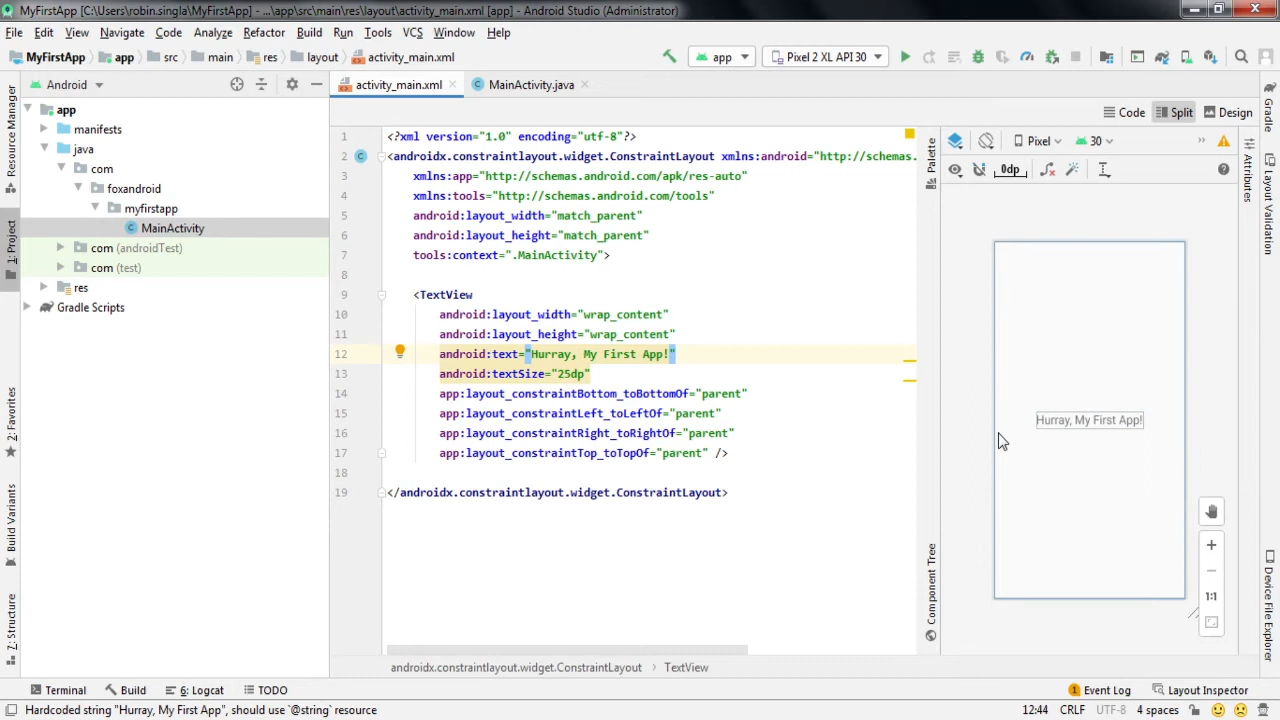 MyFirstApp [C:\Users\robin.singla\MyFirstApp] - ...\app\src\main\res\layout\activity_main.xml [app] - Android Studio (Administrator)
File Edit View Navigate Code Analyze Refactor Build Run Tools VCS Window Help
MyFirstApp app src main res layout activity_main.xml app Pixel 2 XL API 30
Android activity_main.xml MainActivity.java
Code Split Design
app
manifests
java
com
foxandroid
myfirstapp
MainActivity
com (androidTest)
com (test)
res
Gradle Scripts
Resource Manager
1: Project
2: Favorites
Build Variants
Z: Structure
1 <?xml version="1.0" encoding="utf-8"?>
2 <androidx.constraintlayout.widget.ConstraintLayout xmlns:android="http://schemas.
3 xmlns:app="http://schemas.android.com/apk/res-auto"
4 xmlns:tools="http://schemas.android.com/tools"
5 android:layout_width="match_parent"
6 android:layout_height="match_parent"
7 tools:context=".MainActivity">
8
9 <TextView
10 android:layout_width="wrap_content"
11 android:layout_height="wrap_content"
12 android:text="Hurray, My First App!"
13 android:textSize="25dp"
14 app:layout_constraintBottom_toBottomOf="parent"
15 app:layout_constraintLeft_toLeftOf="parent"
16 app:layout_constraintRight_toRightOf="parent"
17 app:layout_constraintTop_toTopOf="parent" />
18
19 </androidx.constraintlayout.widget.ConstraintLayout>
Palette
Component Tree
Pixel 30
0dp
Hurray, My First App!
1:1
Gradle
Attributes
Layout Validation
Device File Explorer
androidx.constraintlayout.widget.ConstraintLayout TextView
Terminal Build 6: Logcat TODO 1 Event Log Layout Inspector
Hardcoded string "Hurray, My First App", should use `@string` resource 12:44 CRLF UTF-8 4 spaces